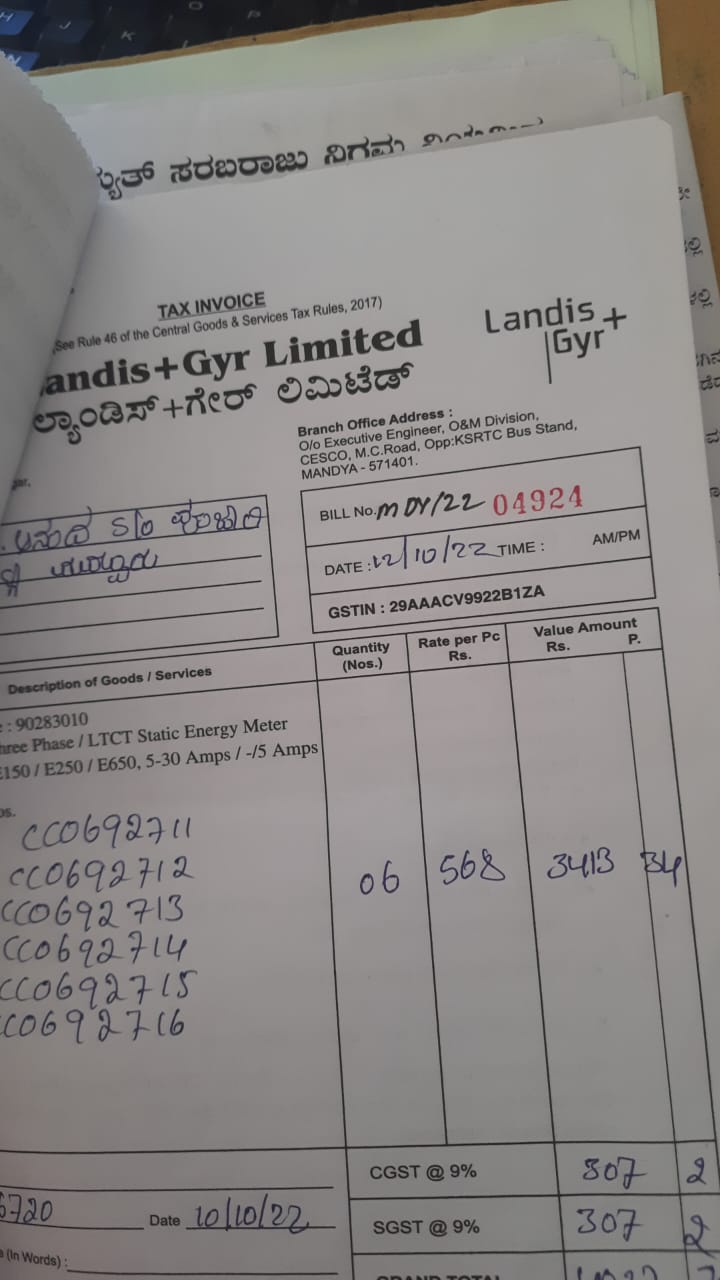 ಸರಬರಾಜು ನಿಗಮ
TAX INVOICE
(See Rule 46 of the Central Goods & Services Tax Rules, 2017)
andis+Gyr Limited
ಲ್ಯಾಂಡಿಸ್+ಗೇರ್ ಲಿಮಿಟೆಡ್
Landis+
Gyr
Branch Office Address :
O/o Executive Engineer, O&M Division,
CESCO, M.C.Road, Opp:KSRTC Bus Stand,
MANDYA - 571401.
S/o
BILL No. MDY/22 04924
DATE : 12/10/22 TIME : AM/PM
GSTIN : 29AAACV9922B1ZA
Description of Goods / Services Quantity (Nos.) Rate per Pc Rs. Value Amount Rs. P.
e : 90283010
hree Phase / LTCT Static Energy Meter
E150 / E250 / E650, 5-30 Amps / -/5 Amps
os.
CC0692711
CC0692712
CC0692713
CC0692714
CC0692715
CC0692716
06 568 3413 34
CGST @ 9% 307 2
6720 Date 10/10/22 SGST @ 9% 307 2
(In Words) :
GRAND TOTAL